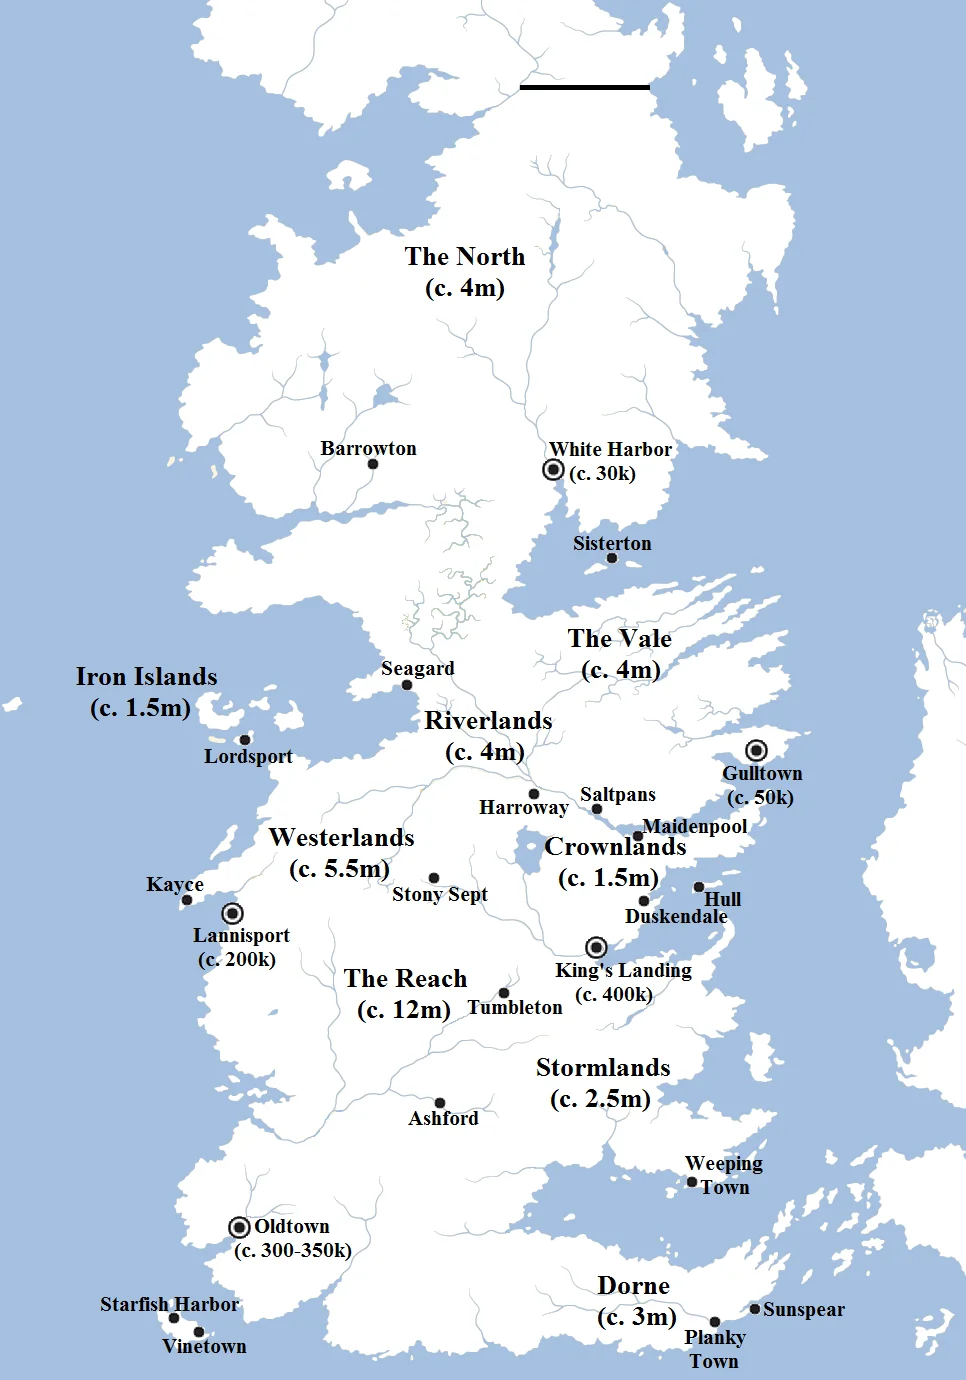 The North
(c. 4m)
Barrowton
White Harbor
(c. 30k)
Sisterton
The Vale
(c. 4m)
Seagard
Iron Islands
(c. 1.5m)
Riverlands
(c. 4m)
Lordsport
Gulltown
(c. 50k)
Harroway
Saltpans
Maidenpool
Westerlands
(c. 5.5m)
Crownlands
(c. 1.5m)
Kayce
Stony Sept
Hull
Duskendale
Lannisport
(c. 200k)
King's Landing
(c. 400k)
The Reach
(c. 12m)
Tumbleton
Stormlands
(c. 2.5m)
Ashford
Weeping
Town
Oldtown
(c. 300-350k)
Dorne
(c. 3m)
Starfish Harbor
Vinetown
Sunspear
Planky
Town